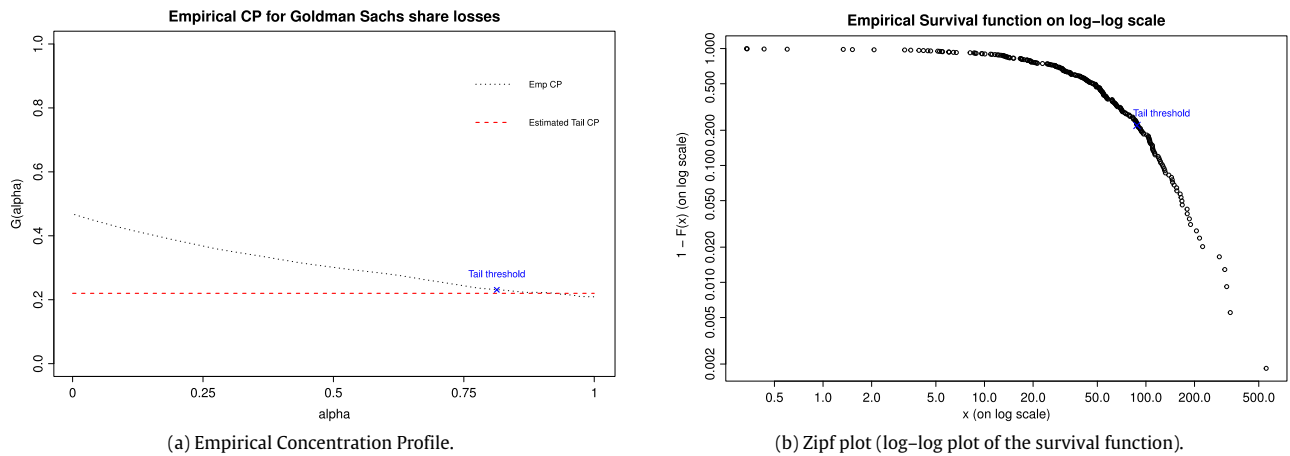 Empirical CP for Goldman Sachs share losses
G(alpha)
1.0
0.8
0.6
0.4
0.2
0.0
Emp CP
Estimated Tail CP
Tail threshold
0 0.25 0.5 0.75 1
alpha
(a) Empirical Concentration Profile.
Empirical Survival function on log–log scale
1 − F(x) (on log scale)
1.000
0.500
0.200
0.100
0.050
0.020
0.010
0.005
0.002
Tail threshold
0.5 1.0 2.0 5.0 10.0 20.0 50.0 100.0 200.0 500.0
x (on log scale)
(b) Zipf plot (log–log plot of the survival function).